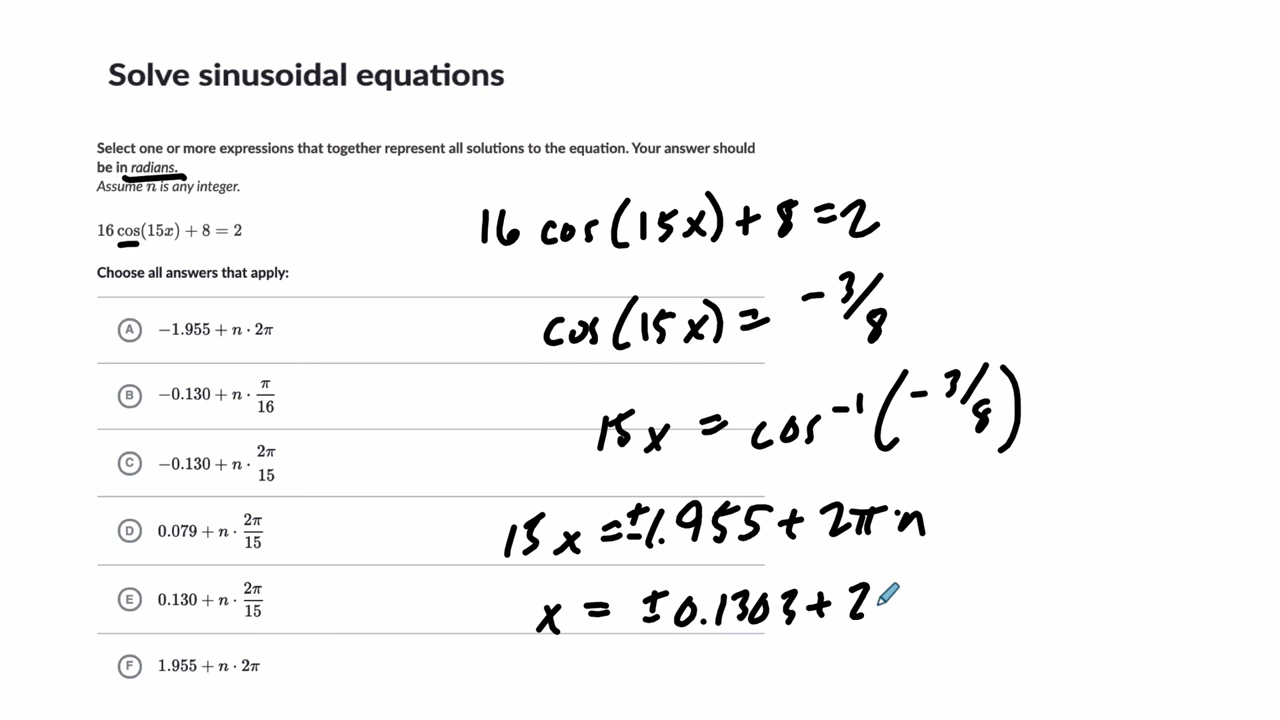 Solve sinusoidal equations
Select one or more expressions that together represent all solutions to the equation. Your answer should
be in radians.
Assume n is any integer.
16 cos(15x) + 8 = 2
Choose all answers that apply:
A −1.955 + n · 2π
B −0.130 + n · π/16
C −0.130 + n · 2π/15
D 0.079 + n · 2π/15
E 0.130 + n · 2π/15
F 1.955 + n · 2π
16 cos(15x) + 8 = 2
cos(15x) = −3/8
15x = cos⁻¹(−3/8)
15x = ±1.955 + 2π·n
x = ±0.1303 + 2